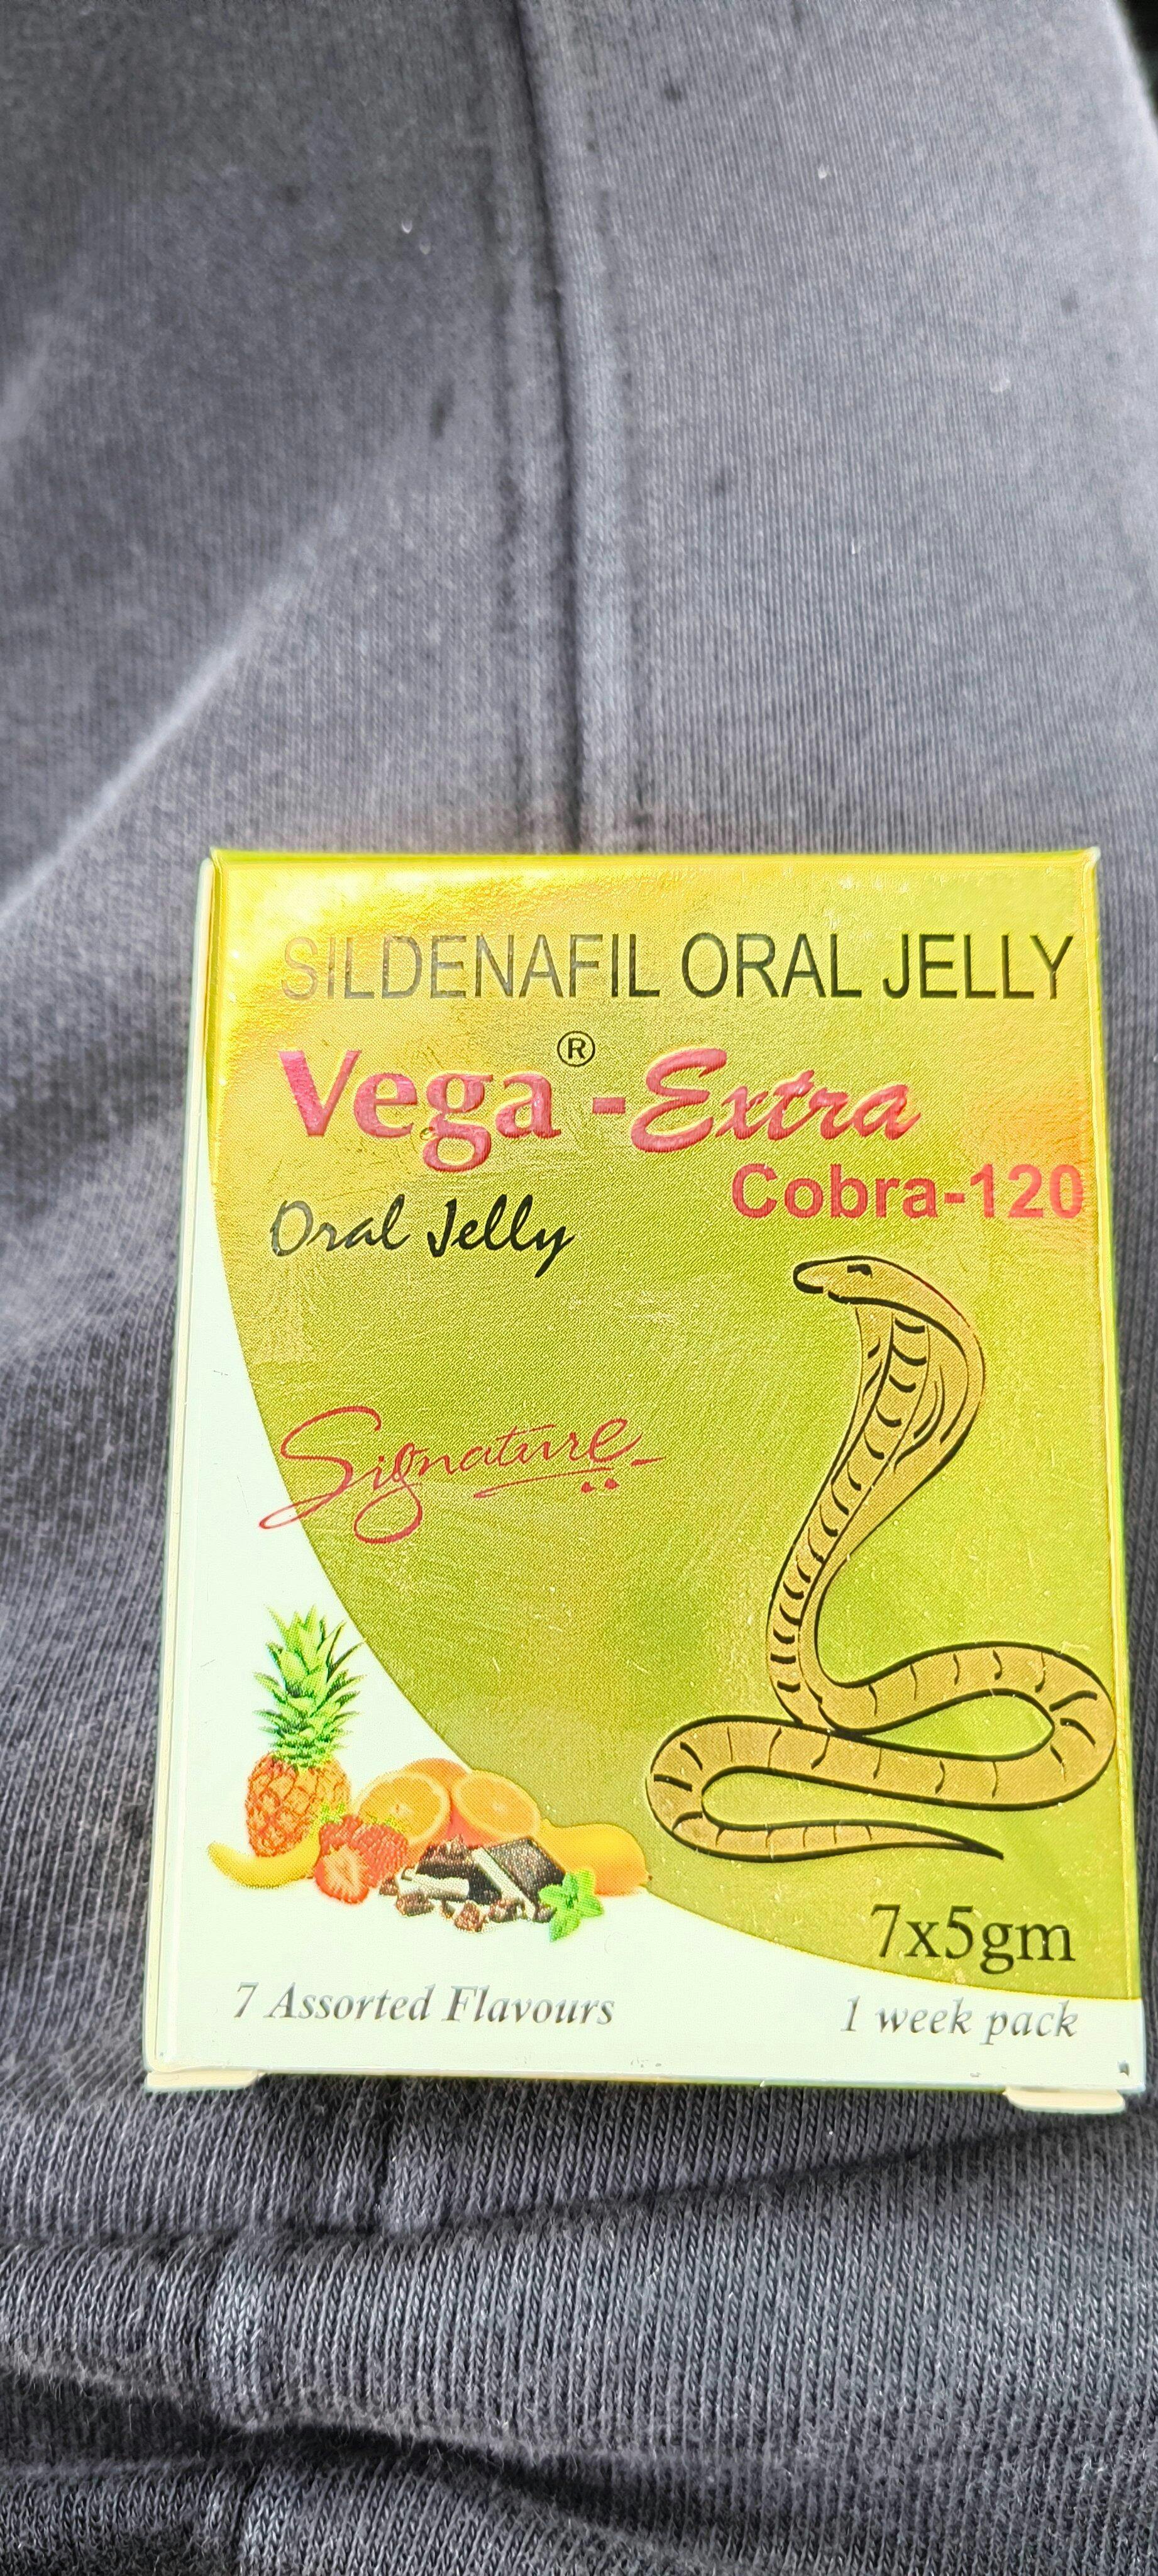 SILDENAFIL ORAL JELLY
Vega®-Extra
Cobra-120
Oral Jelly
Signature
7x5gm
7 Assorted Flavours
1 week pack